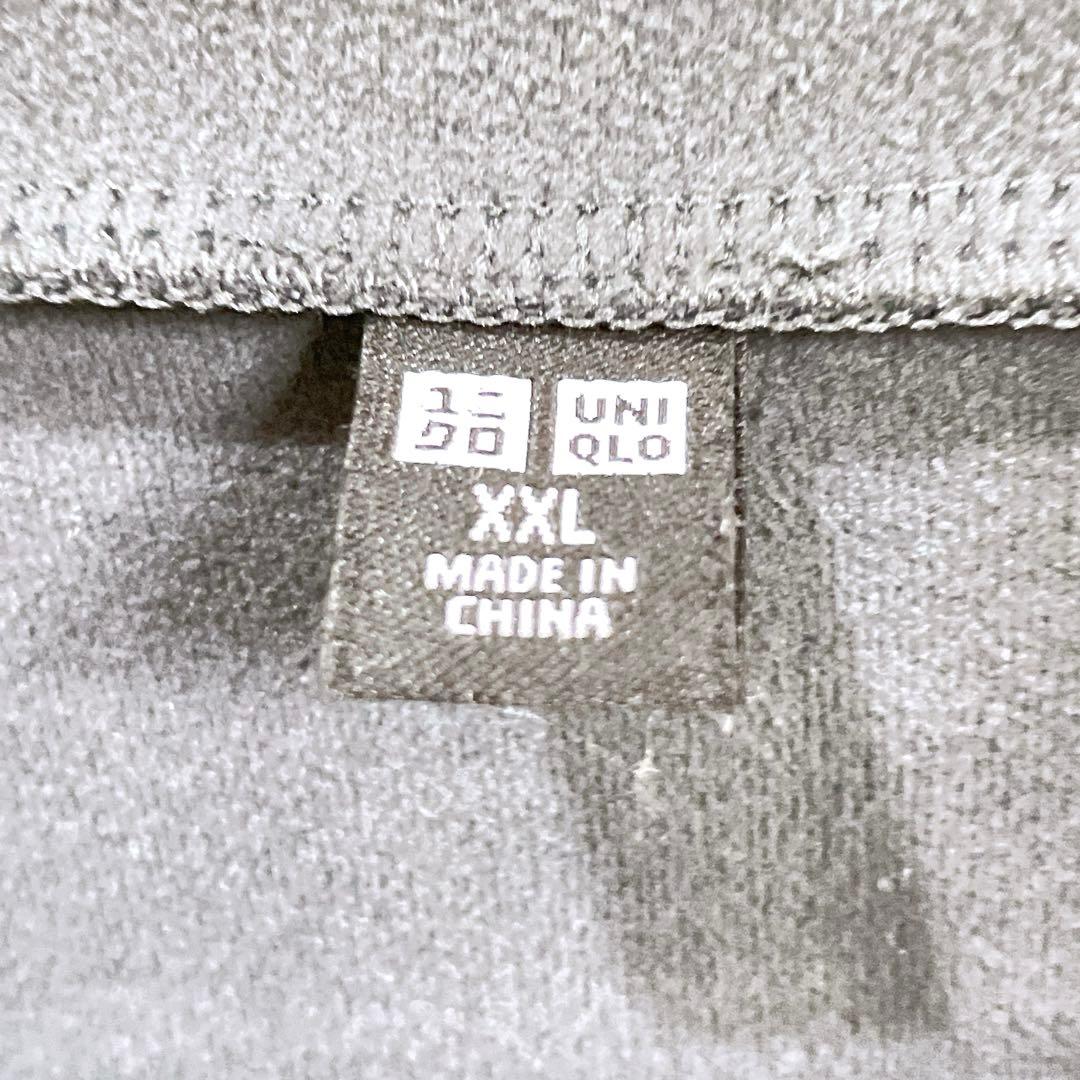 ユニ UNI
クロ QLO
XXL
MADE IN
CHINA